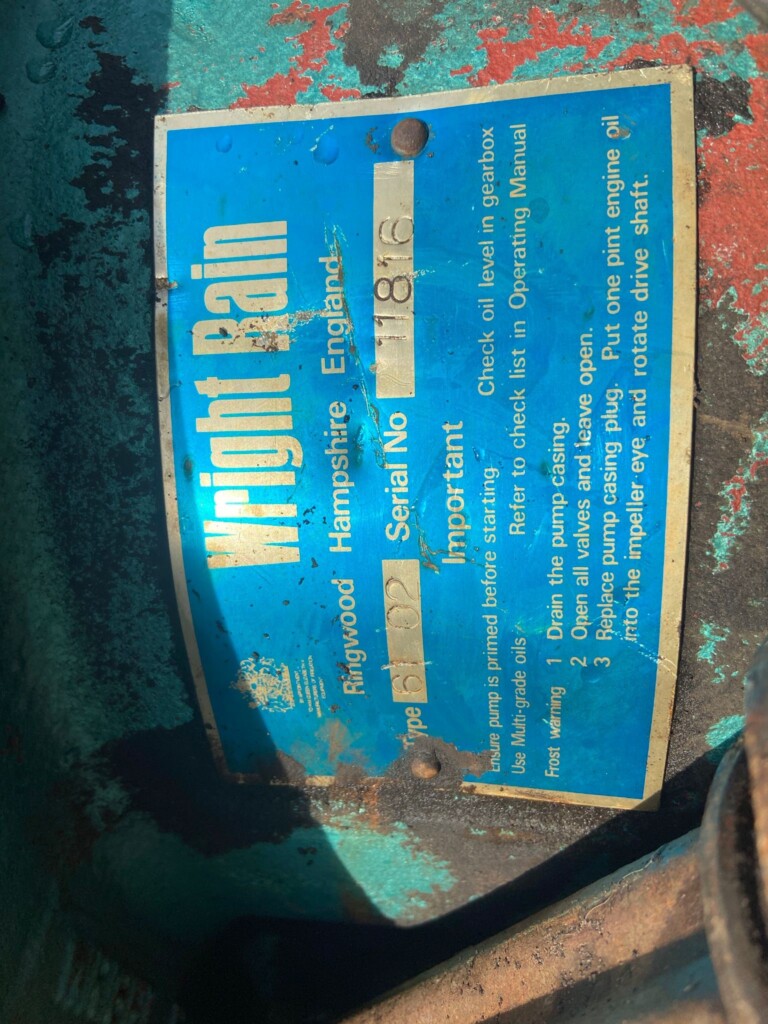 Wright Rain
Ringwood Hampshire England
Type 61 02 Serial No 11816
Important
Ensure pump is primed before starting. Check oil level in gearbox
Use Multi-grade oils Refer to check list in Operating Manual
Frost warning 1 Drain the pump casing.
2 Open all valves and leave open.
3 Replace pump casing plug. Put one pint engine oil
into the impeller eye and rotate drive shaft.